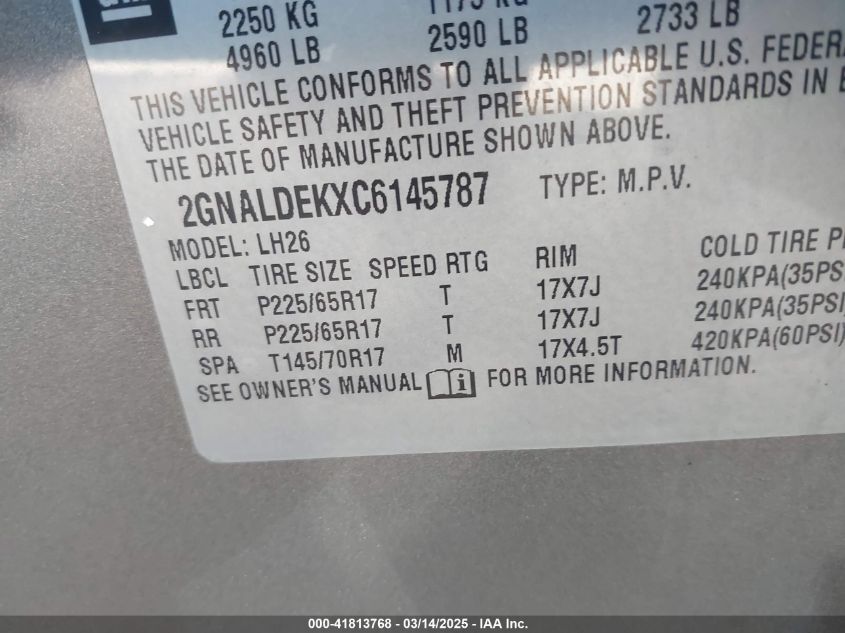 2250 KG
4960 LB 2590 LB 2733 LB
THIS VEHICLE CONFORMS TO ALL APPLICABLE U.S. FEDERA
VEHICLE SAFETY AND THEFT PREVENTION STANDARDS IN E
THE DATE OF MANUFACTURE SHOWN ABOVE.
2GNALDEKXC6145787 TYPE: M.P.V.
MODEL: LH26
LBCL TIRE SIZE SPEED RTG RIM COLD TIRE P
FRT P225/65R17 T 17X7J 240KPA(35PS
RR P225/65R17 T 17X7J 240KPA(35PSI
SPA T145/70R17 M 17X4.5T 420KPA(60PSI)
SEE OWNER'S MANUAL FOR MORE INFORMATION.
000-41813768 - 03/14/2025 - IAA Inc.